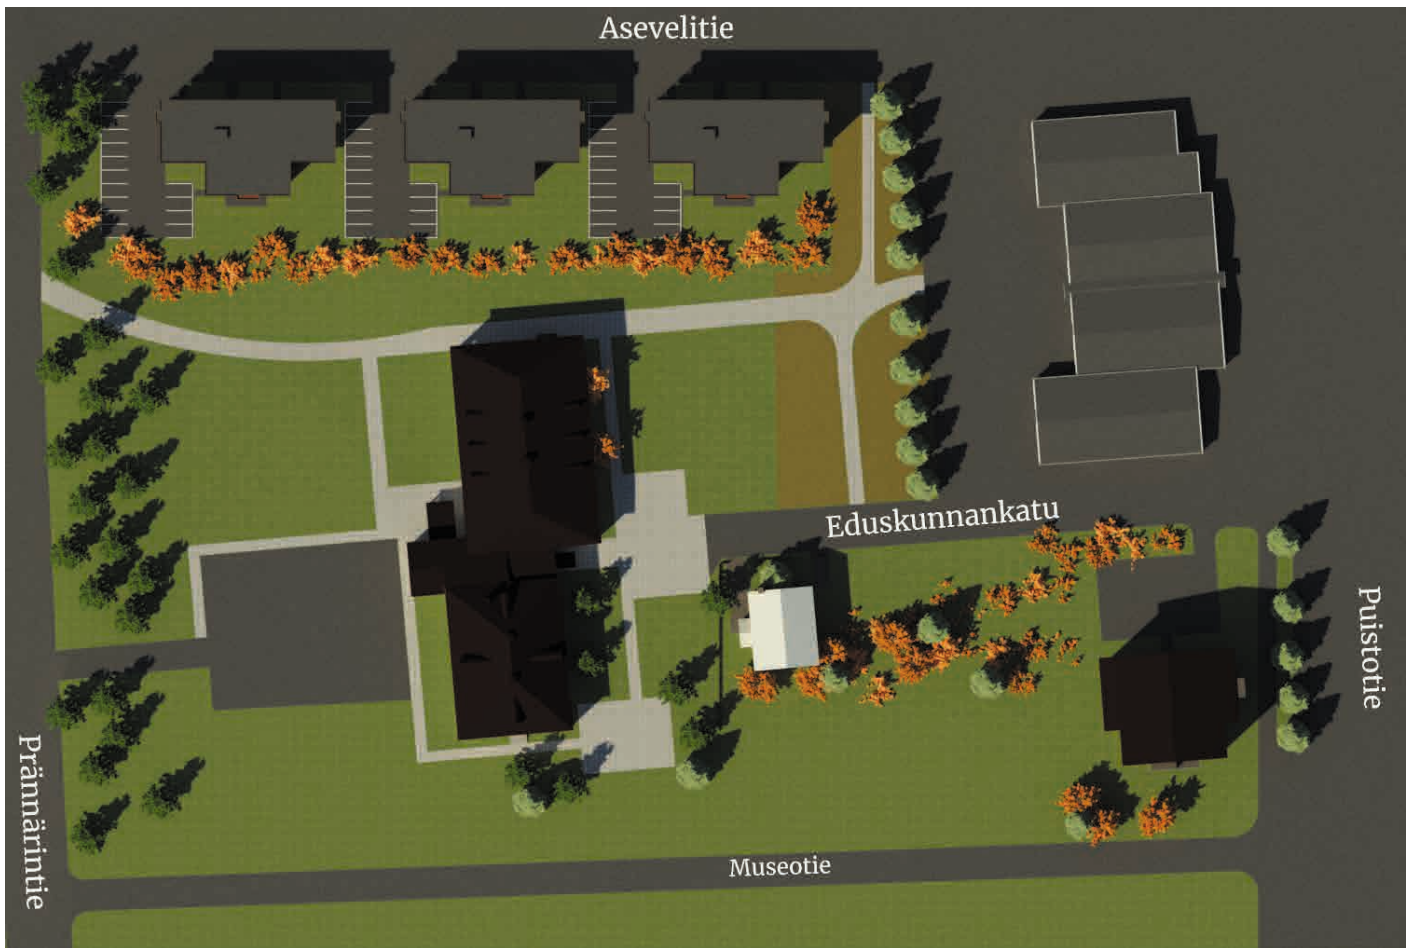 Asevelitie
Eduskunnankatu
Puistotie
Prännärintie
Museotie